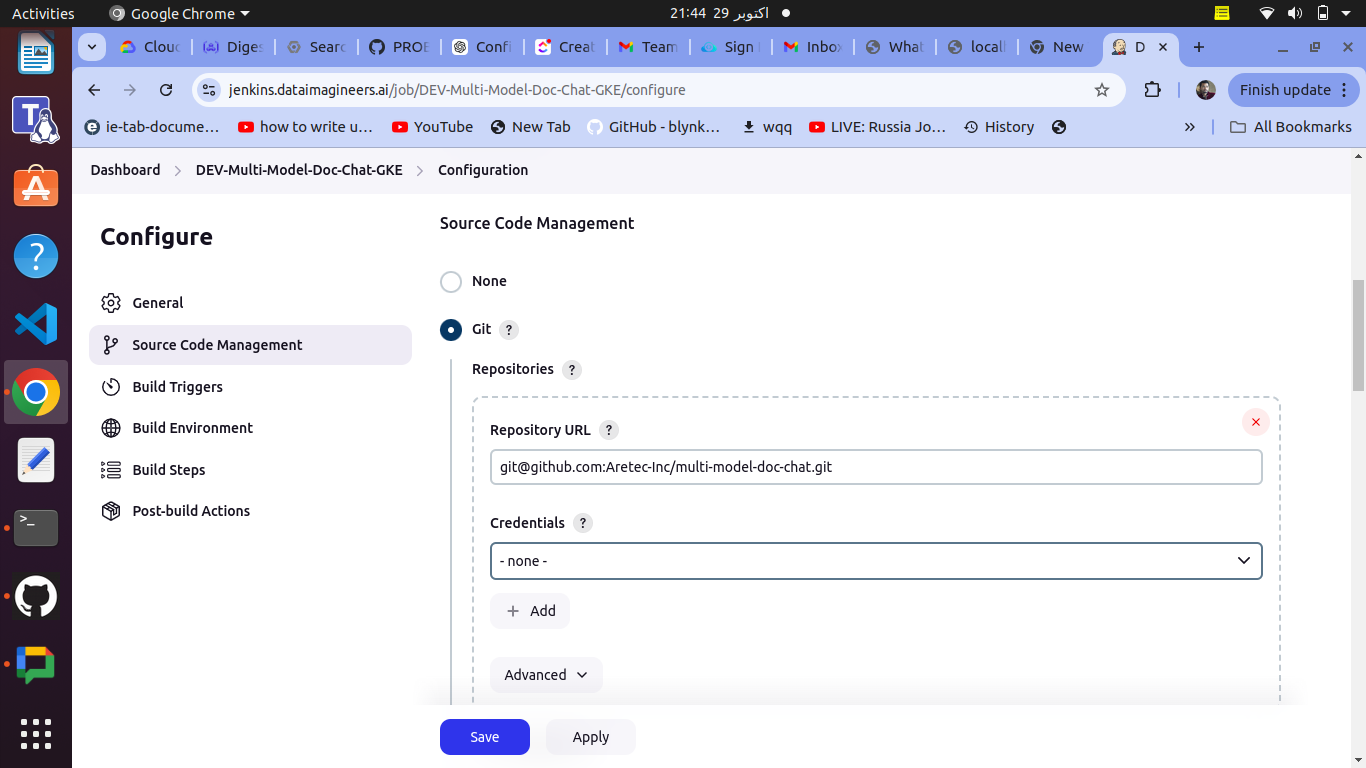 Activities Google Chrome 21:44 29 اکتوبر
Clouc Diges Searc PROE Confi Creat Team Sign Inbox What locall New D
jenkins.dataimagineers.ai/job/DEV-Multi-Model-Doc-Chat-GKE/configure Finish update
ie-tab-docume… how to write u… YouTube New Tab GitHub - blynk… wqq LIVE: Russia Jo… History » All Bookmarks
Dashboard DEV-Multi-Model-Doc-Chat-GKE Configuration
Configure
General
Source Code Management
Build Triggers
Build Environment
Build Steps
Post-build Actions
Source Code Management
None
Git ?
Repositories ?
Repository URL ?
git@github.com:Aretec-Inc/multi-model-doc-chat.git
Credentials ?
- none -
+ Add
Advanced
Save Apply